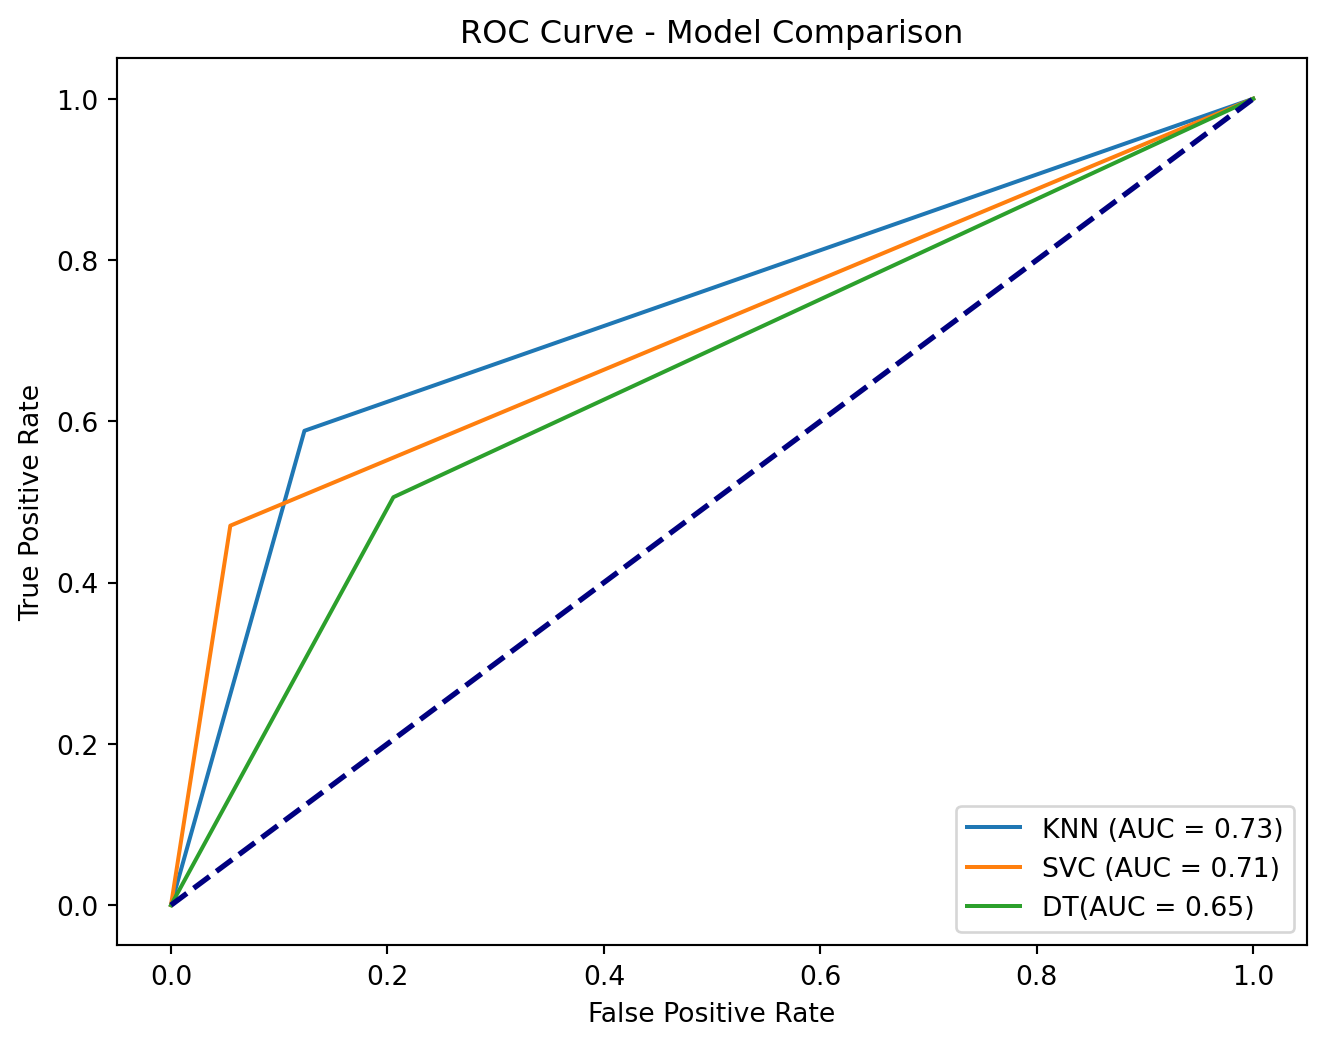 ROC Curve - Model Comparison
1.0
0.8
0.6
0.4
0.2
0.0
True Positive Rate
KNN (AUC = 0.73)
SVC (AUC = 0.71)
DT(AUC = 0.65)
0.0 0.2 0.4 0.6 0.8 1.0
False Positive Rate